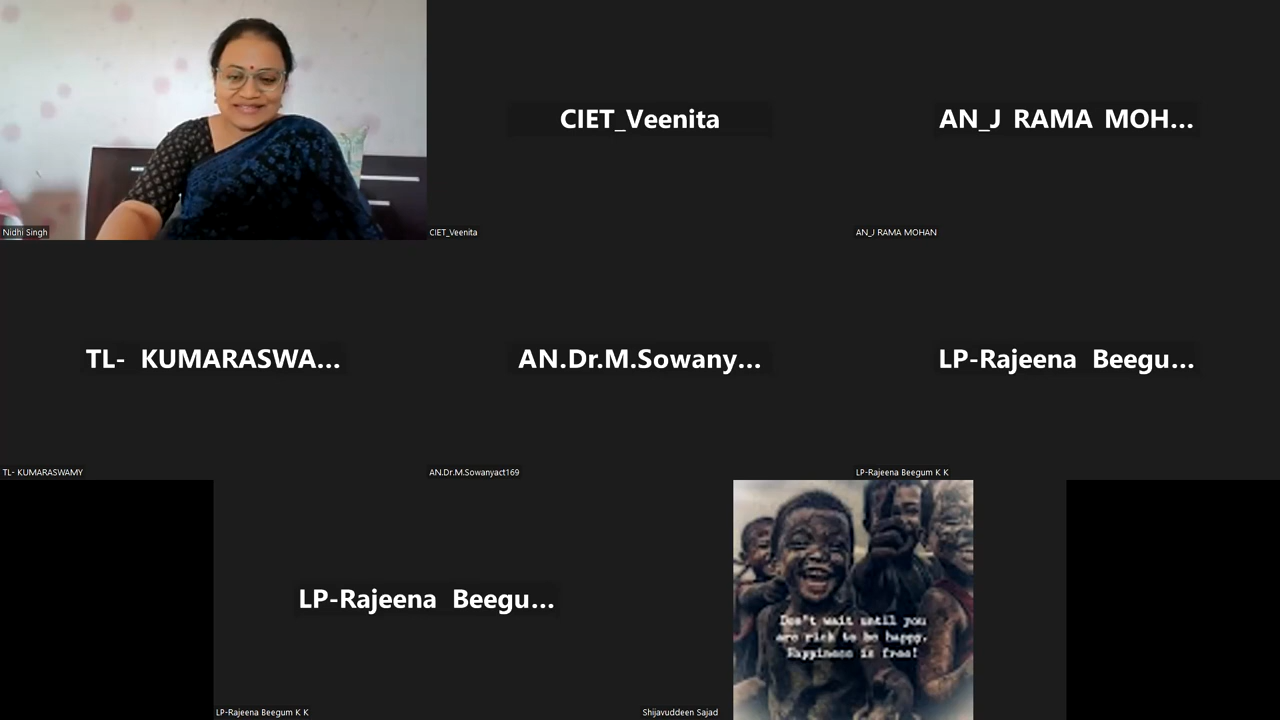 Nidhi Singh
CIET_Veenita
CIET_Veenita
AN_J RAMA MOH...
AN_J RAMA MOHAN
TL- KUMARASWA...
TL- KUMARASWAMY
AN.Dr.M.Sowany...
AN.Dr.M.Sowanyact169
LP-Rajeena Beegu...
LP-Rajeena Beegum K K
LP-Rajeena Beegu...
LP-Rajeena Beegum K K
Shijavuddeen Sajad
Don't wait until you
are rich to be happy.
Happiness is free!